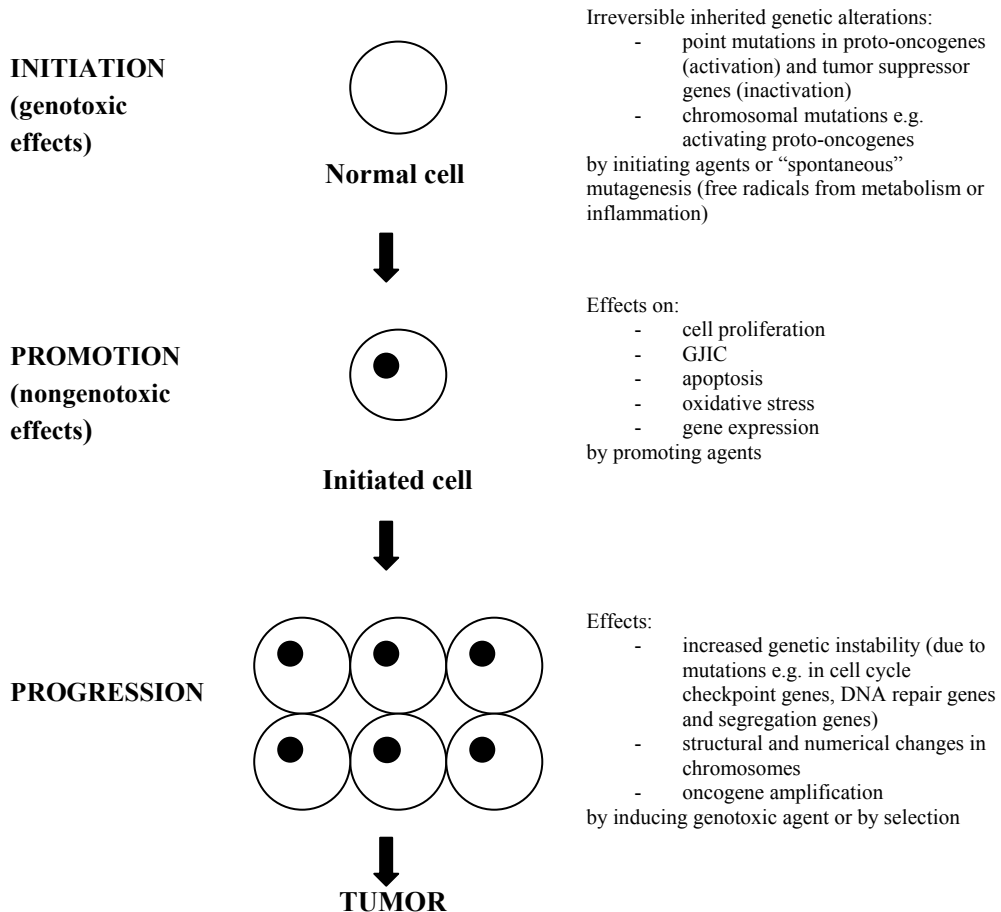 INITIATION
(genotoxic
effects)
Normal cell
Irreversible inherited genetic alterations:
- point mutations in proto-oncogenes
(activation) and tumor suppressor
genes (inactivation)
- chromosomal mutations e.g.
activating proto-oncogenes
by initiating agents or “spontaneous”
mutagenesis (free radicals from metabolism or
inflammation)
PROMOTION
(nongenotoxic
effects)
Initiated cell
Effects on:
- cell proliferation
- GJIC
- apoptosis
- oxidative stress
- gene expression
by promoting agents
PROGRESSION
Effects:
- increased genetic instability (due to
mutations e.g. in cell cycle
checkpoint genes, DNA repair genes
and segregation genes)
- structural and numerical changes in
chromosomes
- oncogene amplification
by inducing genotoxic agent or by selection
TUMOR